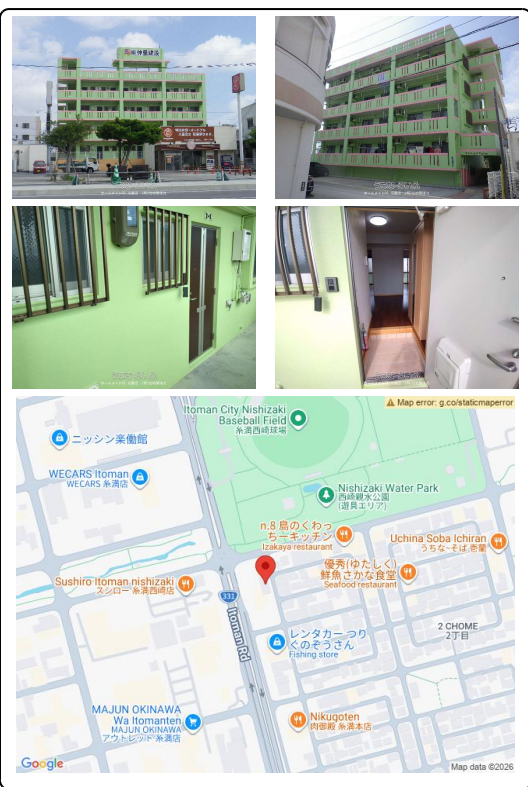 仲里建設
Map error: g.co/staticmaperror
Itoman City Nishizaki
Baseball Field
糸満西崎球場
ニッシン楽働館
WECARS Itoman
WECARS 糸満店
Nishizaki Water Park
西崎親水公園
(遊具エリア)
n.8 島のくわっ
ちーキッチン
Izakaya restaurant
Uchina Soba Ichiran
うちな~そば 壱蘭
優秀(ゆたしく)
鮮魚さかな食堂
Seafood restaurant
Sushiro Itoman nishizaki
スシロー 糸満西崎店
331
Itoman Rd
2 CHOME
2丁目
レンタカー つり
ぐのぞうさん
Fishing store
MAJUN OKINAWA
Wa Itomanten
MAJUN OKINAWA
アウトレット 糸満店
Nikugoten
肉御殿 糸満本店
Google
Map data ©2026